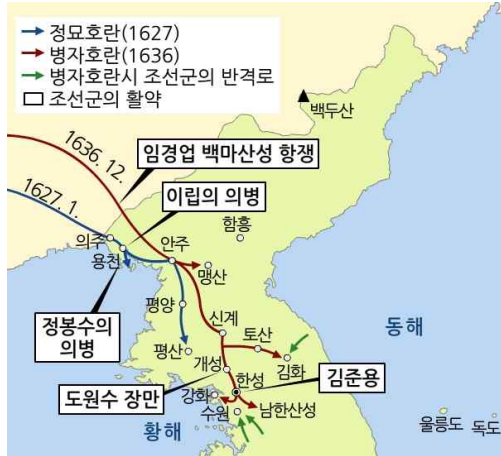 정묘호란(1627)
병자호란(1636)
병자호란시 조선군의 반격로
조선군의 활약
백두산
1636. 12.
임경업 백마산성 항쟁
1627. 1.
이립의 의병
함흥
의주
용천
안주
맹산
정봉수의
의병
평양
신계
동해
평산
토산
개성
김화
한성
김준용
도원수 장만
강화
수원
남한산성
황해
울릉도
독도